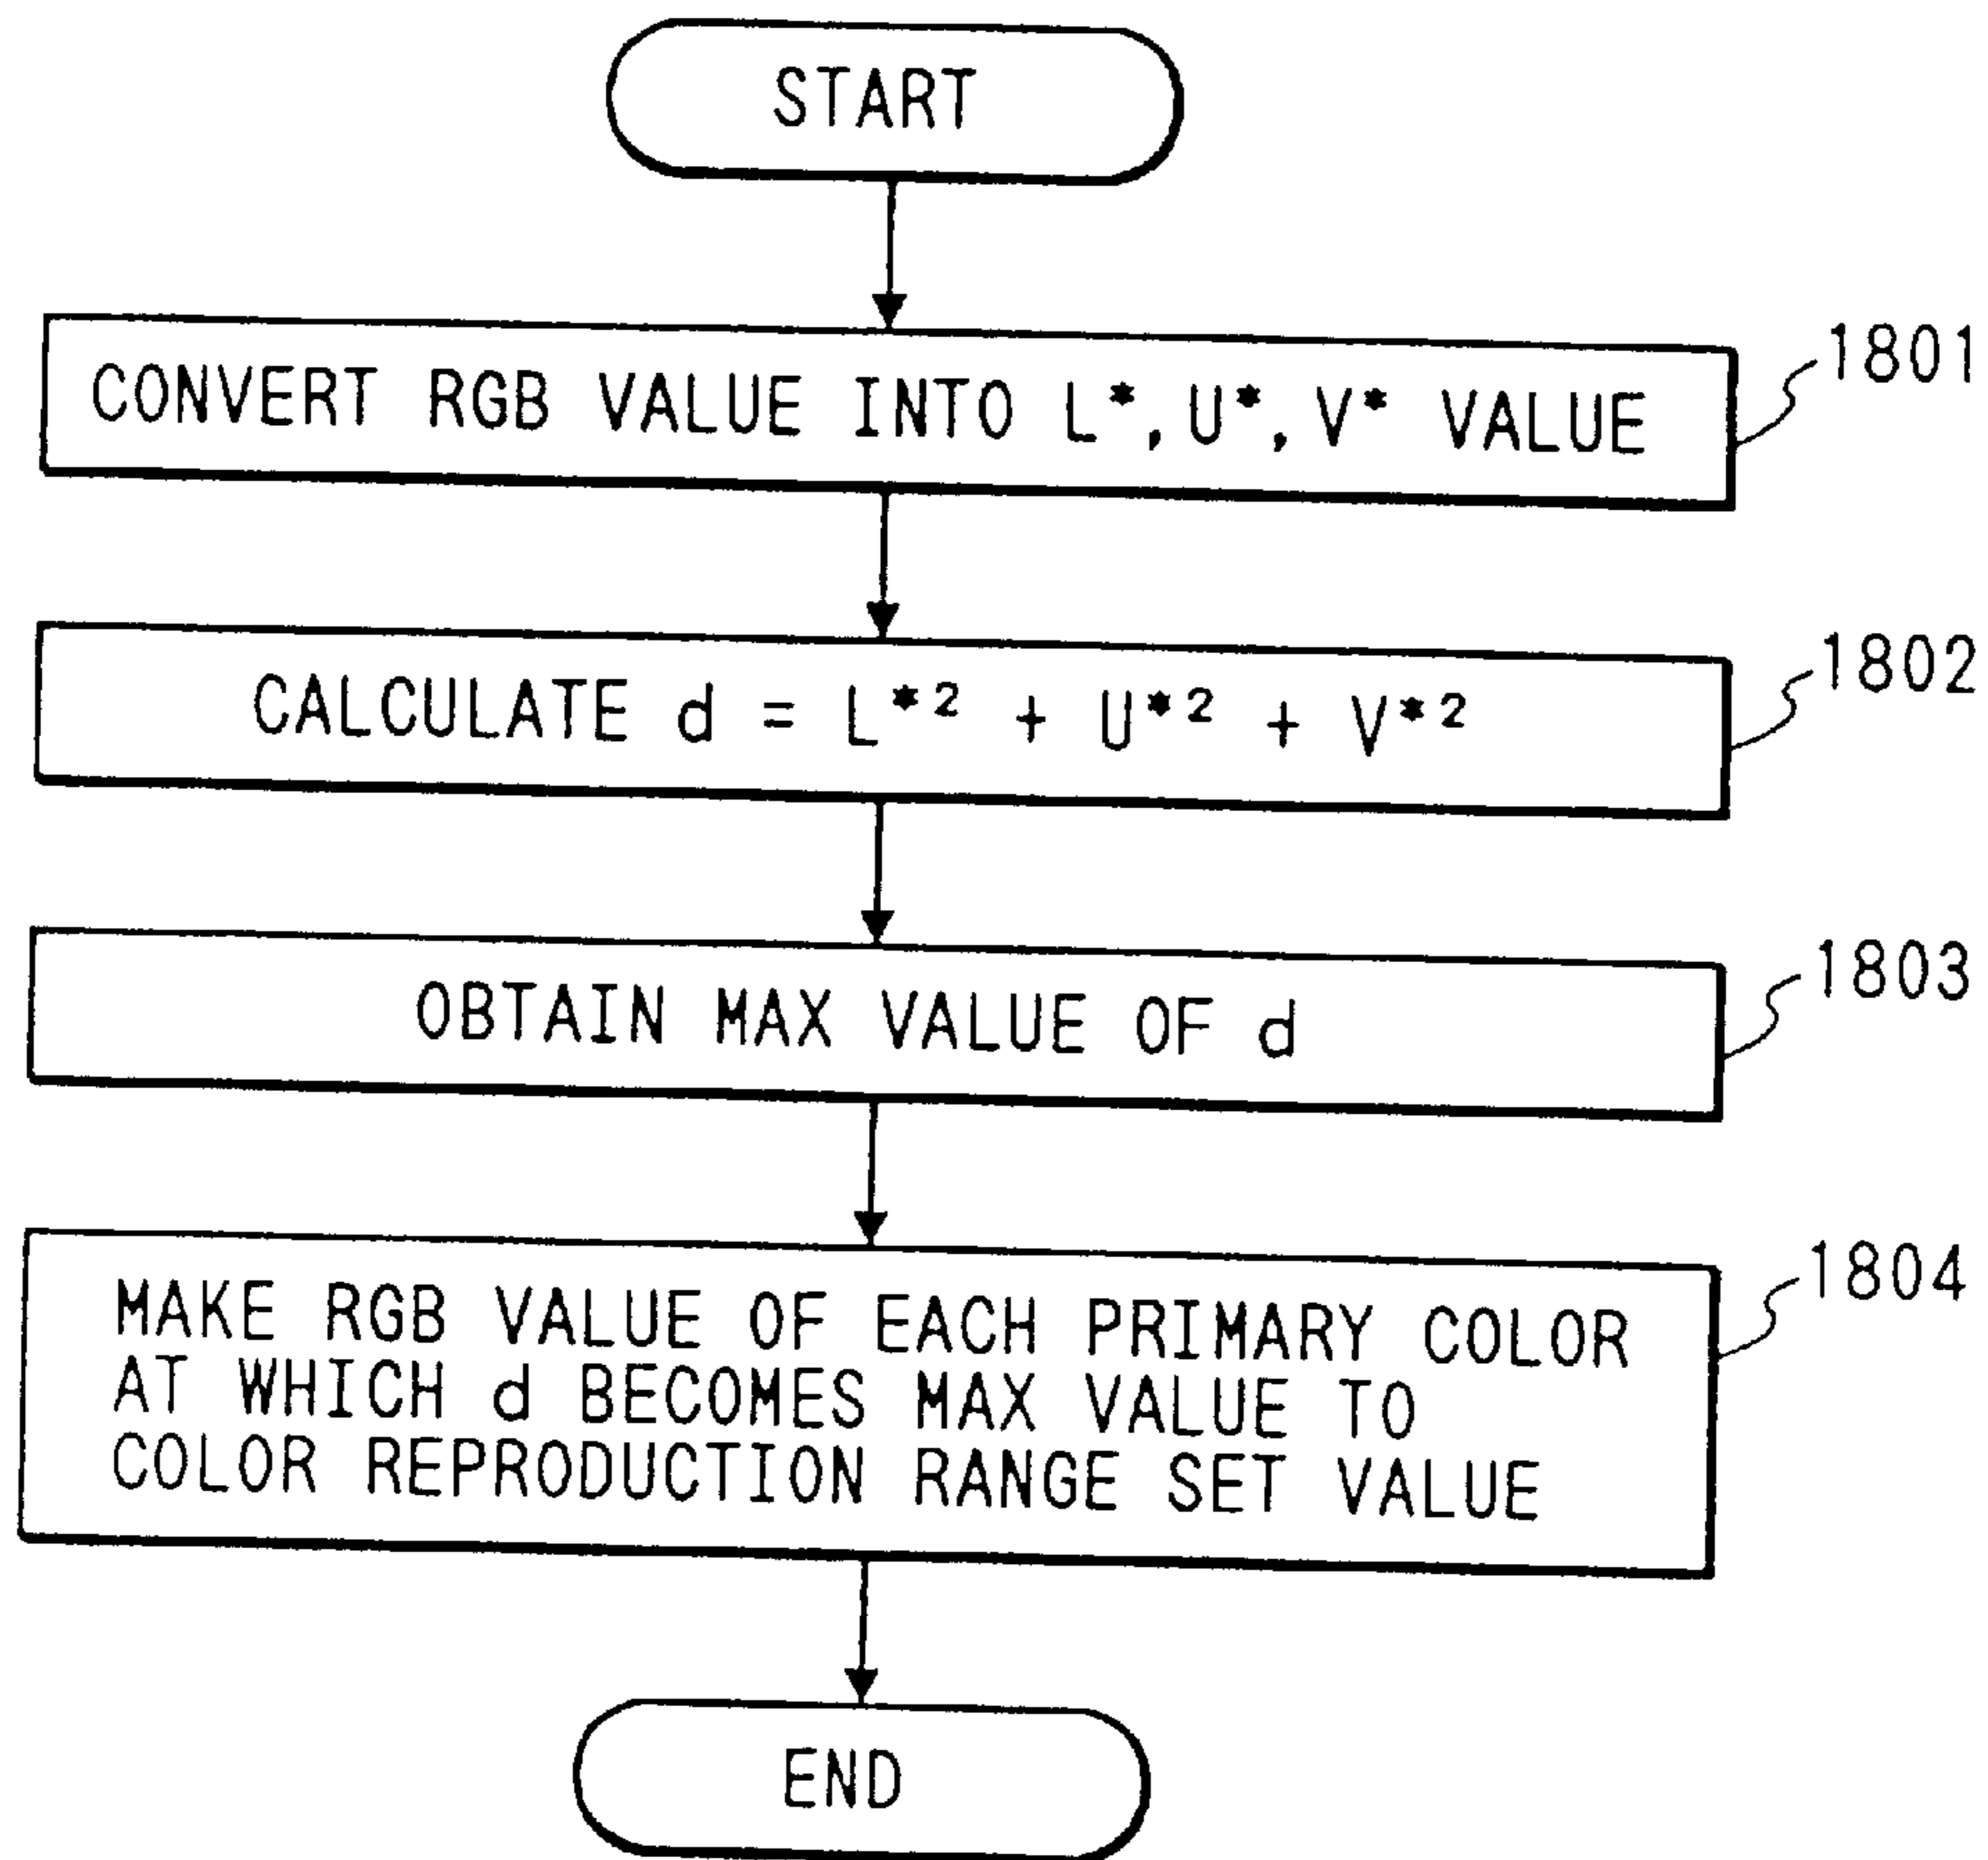 START
CONVERT RGB VALUE INTO L*, U*, V* VALUE
1801
CALCULATE d = L*² + U*² + V*²
1802
OBTAIN MAX VALUE OF d
1803
MAKE RGB VALUE OF EACH PRIMARY COLOR
AT WHICH d BECOMES MAX VALUE TO
COLOR REPRODUCTION RANGE SET VALUE
1804
END